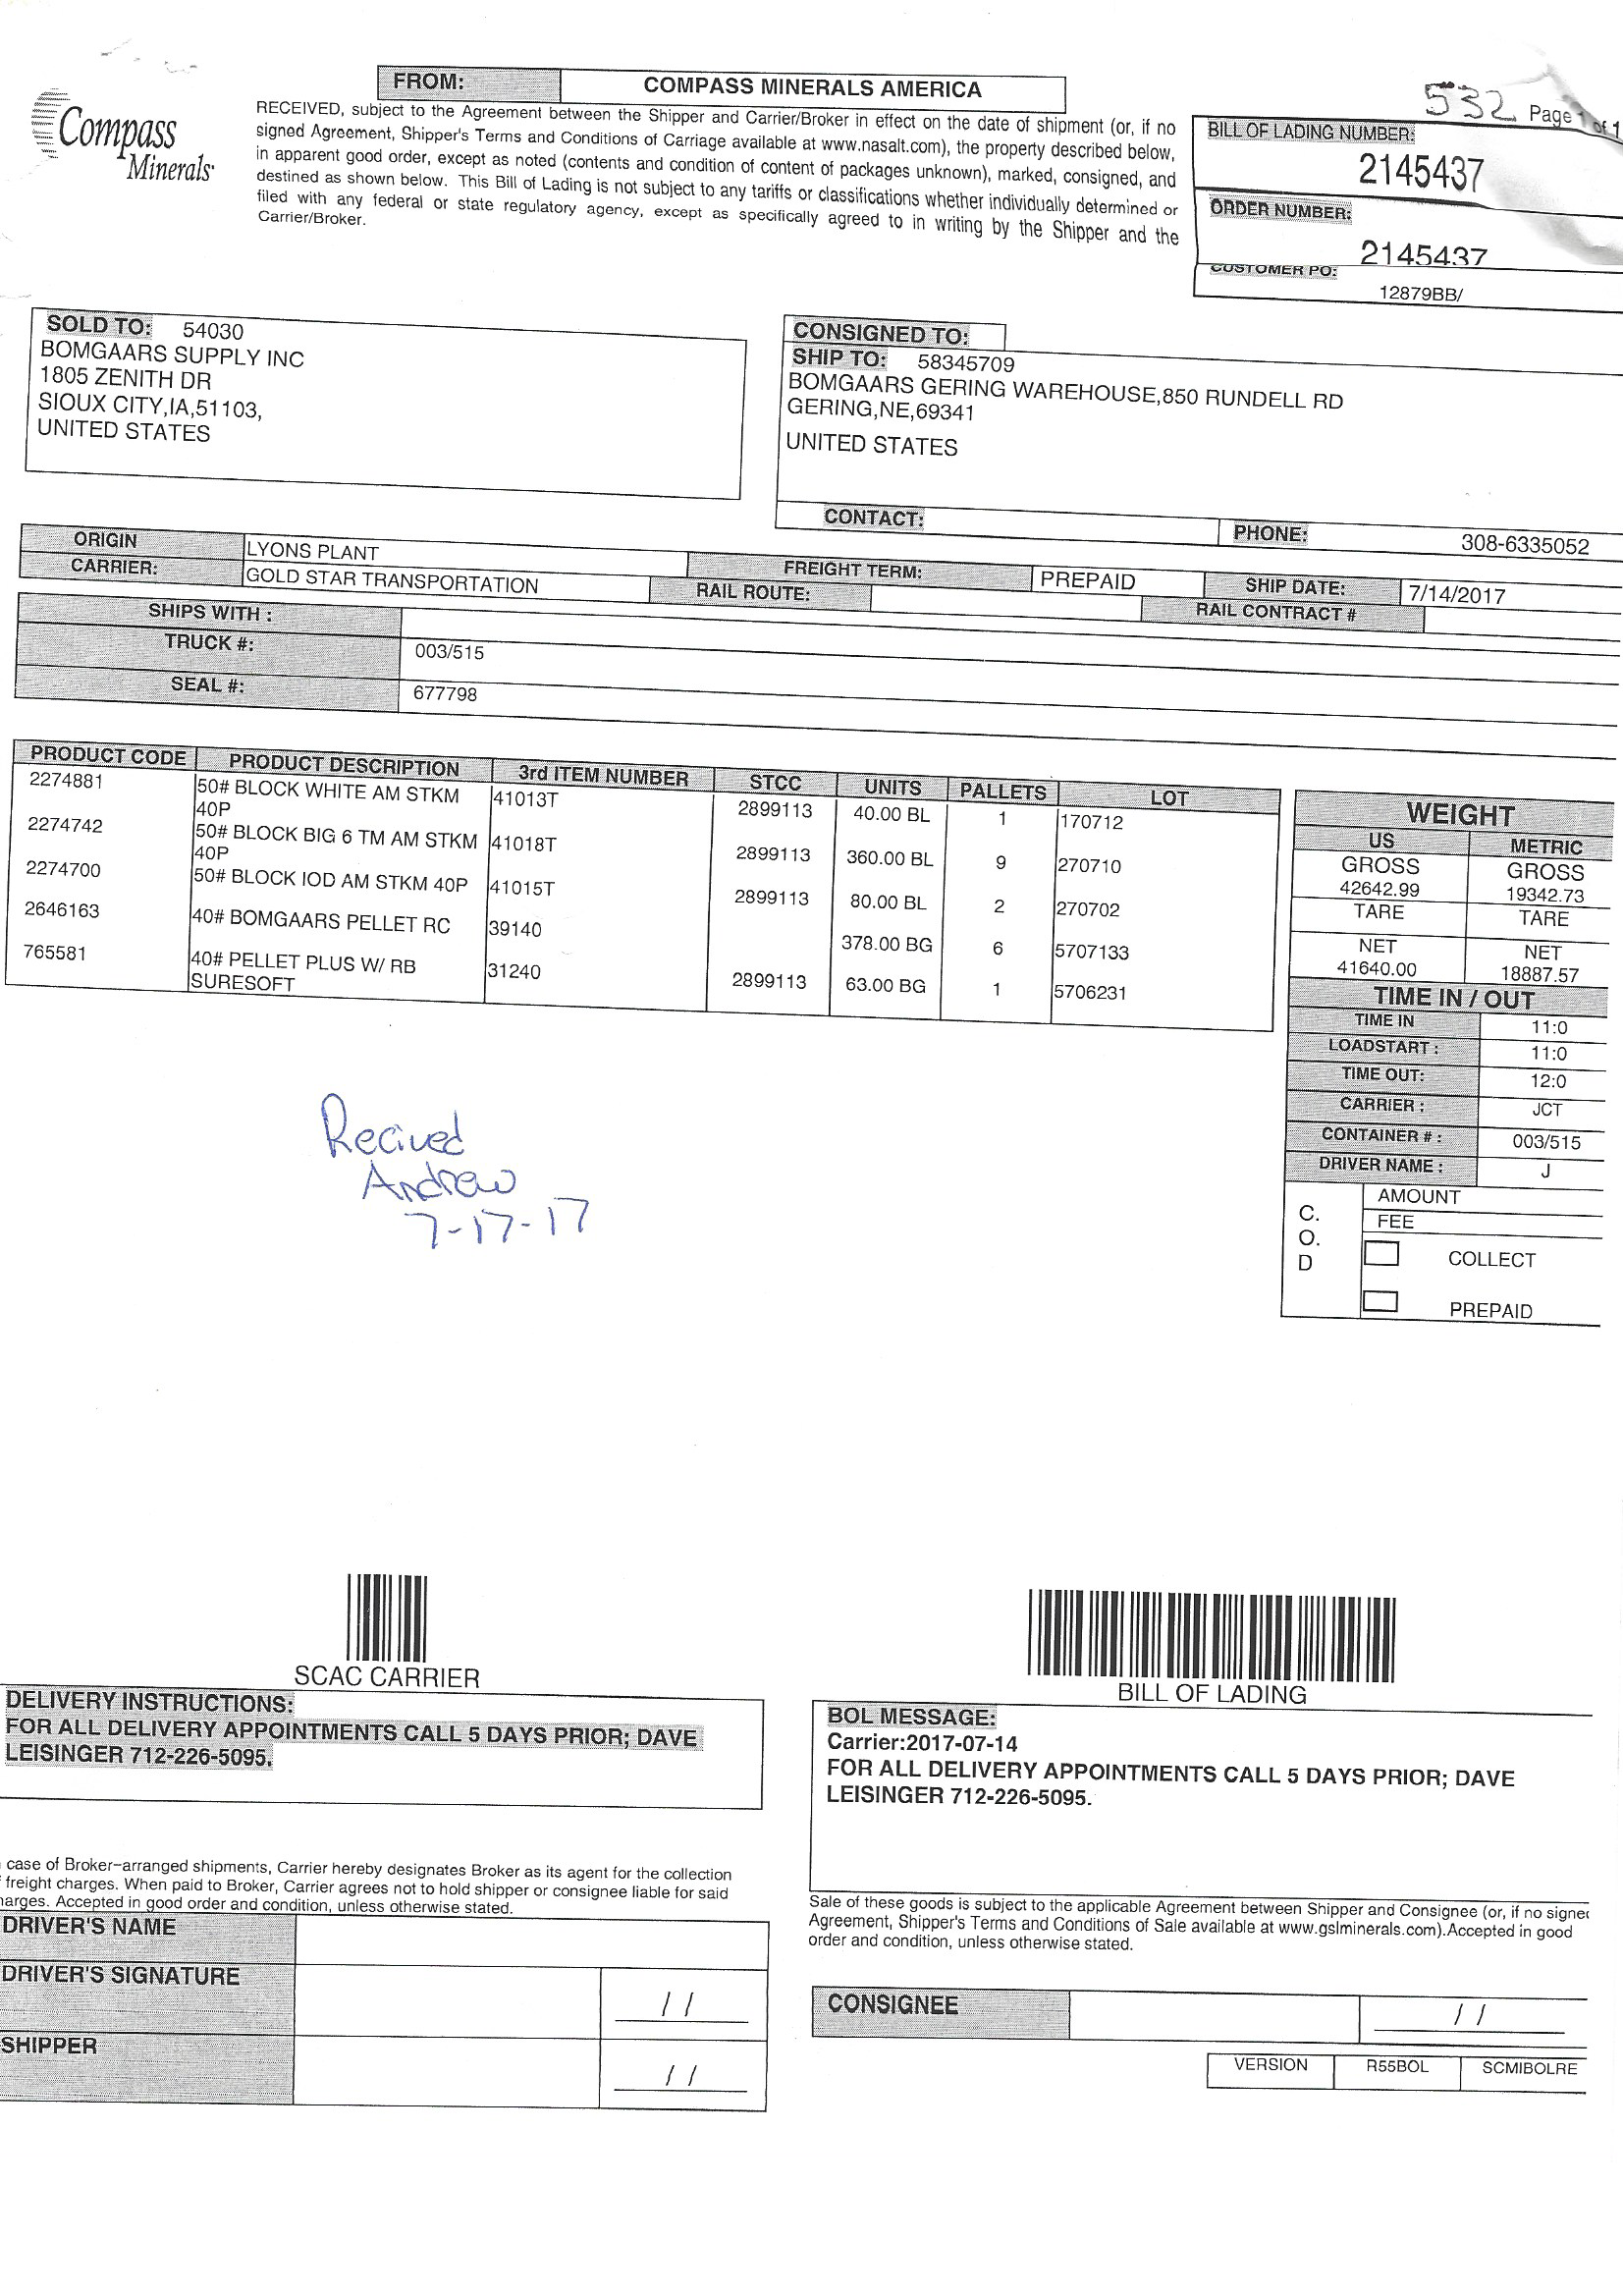 532 Page 1 of 1
Compass
Minerals
FROM: COMPASS MINERALS AMERICA
RECEIVED, subject to the Agreement between the Shipper and Carrier/Broker in effect on the date of shipment (or, if no
signed Agreement, Shipper's Terms and Conditions of Carriage available at www.nasalt.com), the property described below,
in apparent good order, except as noted (contents and condition of content of packages unknown), marked, consigned, and
destined as shown below. This Bill of Lading is not subject to any tariffs or classifications whether individually determined or
filed with any federal or state regulatory agency, except as specifically agreed to in writing by the Shipper and the
Carrier/Broker.
BILL OF LADING NUMBER:
2145437
ORDER NUMBER:
2145437
CUSTOMER PO:
12879BB/
SOLD TO: 54030
BOMGAARS SUPPLY INC
1805 ZENITH DR
SIOUX CITY,IA,51103,
UNITED STATES
CONSIGNED TO:
SHIP TO: 58345709
BOMGAARS GERING WAREHOUSE,850 RUNDELL RD
GERING,NE,69341
UNITED STATES
CONTACT: PHONE: 308-6335052
ORIGIN LYONS PLANT FREIGHT TERM: PREPAID SHIP DATE: 7/14/2017
CARRIER: GOLD STAR TRANSPORTATION RAIL ROUTE: RAIL CONTRACT #
SHIPS WITH :
TRUCK #: 003/515
SEAL #: 677798
PRODUCT CODE PRODUCT DESCRIPTION 3rd ITEM NUMBER STCC UNITS PALLETS LOT
2274881 50# BLOCK WHITE AM STKM 41013T 2899113 40.00 BL 1 170712
40P
2274742 50# BLOCK BIG 6 TM AM STKM 41018T 2899113 360.00 BL 9 270710
40P
2274700 50# BLOCK IOD AM STKM 40P 41015T 2899113 80.00 BL 2 270702
2646163 40# BOMGAARS PELLET RC 39140 378.00 BG 6 5707133
765581 40# PELLET PLUS W/ RB 31240 2899113 63.00 BG 1 5706231
SURESOFT
WEIGHT
US METRIC
GROSS GROSS
42642.99 19342.73
TARE TARE
NET NET
41640.00 18887.57
TIME IN / OUT
TIME IN 11:0
LOADSTART : 11:0
TIME OUT: 12:0
CARRIER : JCT
CONTAINER # : 003/515
DRIVER NAME : J
C.O.D
AMOUNT
FEE
COLLECT
PREPAID
Recived
Andrew
7-17-17
SCAC CARRIER
BILL OF LADING
DELIVERY INSTRUCTIONS:
FOR ALL DELIVERY APPOINTMENTS CALL 5 DAYS PRIOR; DAVE
LEISINGER 712-226-5095.
BOL MESSAGE:
Carrier:2017-07-14
FOR ALL DELIVERY APPOINTMENTS CALL 5 DAYS PRIOR; DAVE
LEISINGER 712-226-5095.
case of Broker-arranged shipments, Carrier hereby designates Broker as its agent for the collection
freight charges. When paid to Broker, Carrier agrees not to hold shipper or consignee liable for said
arges. Accepted in good order and condition, unless otherwise stated.
DRIVER'S NAME
DRIVER'S SIGNATURE / /
SHIPPER / /
Sale of these goods is subject to the applicable Agreement between Shipper and Consignee (or, if no signe
Agreement, Shipper's Terms and Conditions of Sale available at www.gslminerals.com).Accepted in good
order and condition, unless otherwise stated.
CONSIGNEE / /
VERSION R55BOL SCMIBOLRE